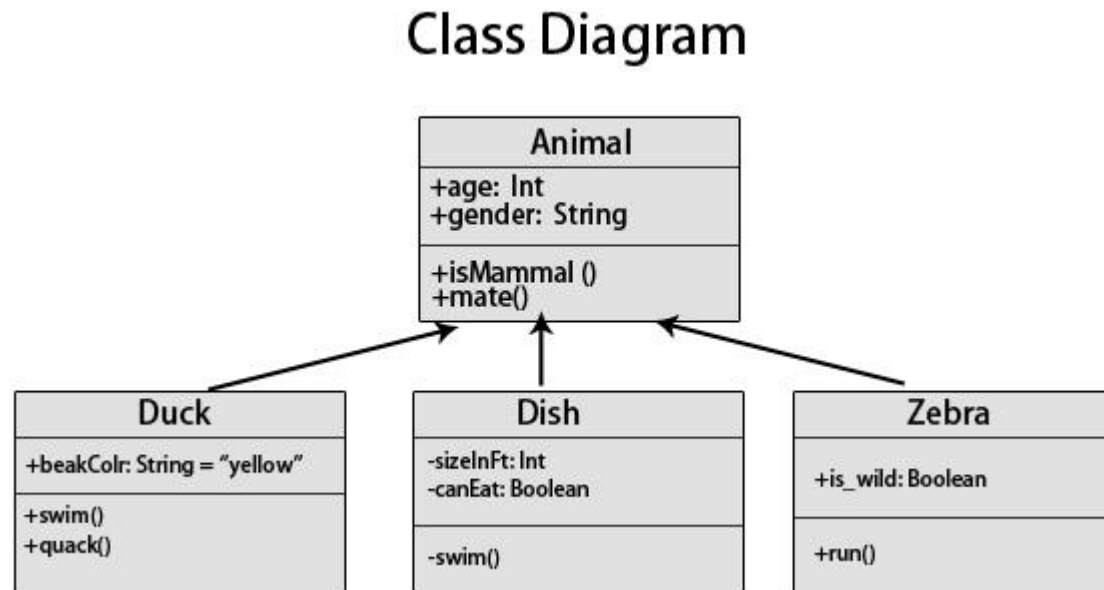 Class Diagram
Animal
+age: Int
+gender: String
+isMammal ()
+mate()
Duck
+beakColr: String = “yellow”
+swim()
+quack()
Dish
-sizeInFt: Int
-canEat: Boolean
-swim()
Zebra
+is_wild: Boolean
+run()